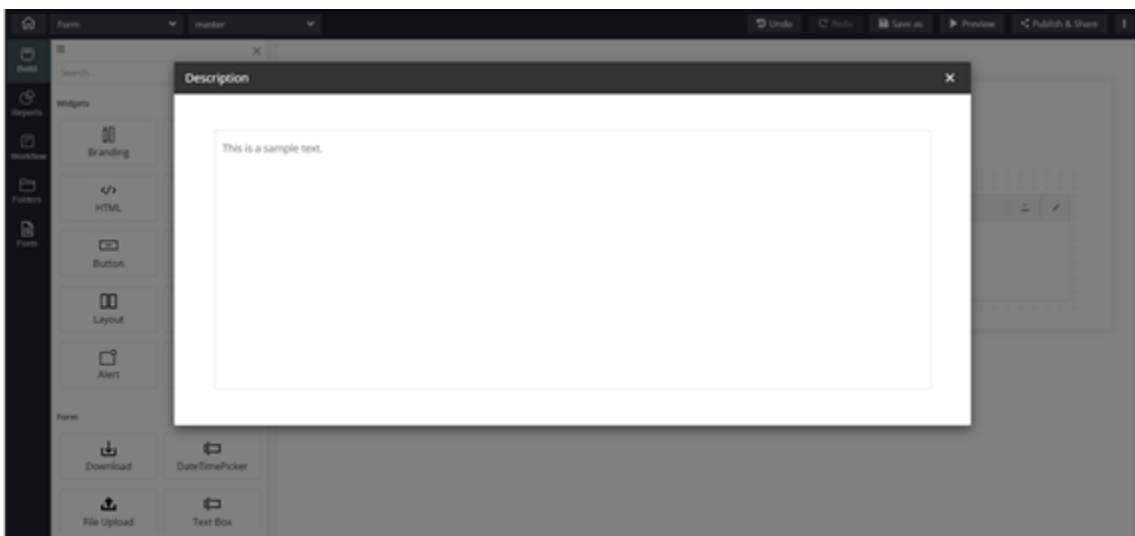 Form
master
Undo
Redo
Save as
Preview
Publish & Share
Build
Reports
Workflow
Folders
Form
Search...
Widgets
Branding
HTML
Button
Layout
Alert
Form
Download
DateTimePicker
File Upload
Text Box
Description
This is a sample text.